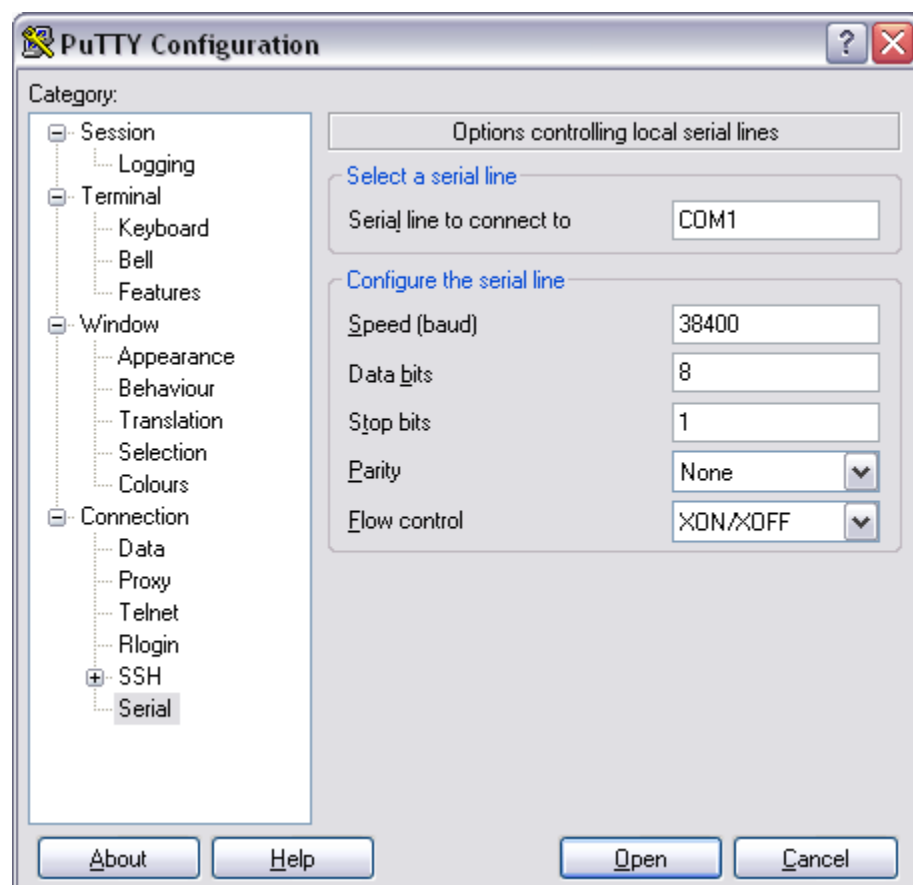 PuTTY Configuration
?
Category:
Session
Logging
Terminal
Keyboard
Bell
Features
Window
Appearance
Behaviour
Translation
Selection
Colours
Connection
Data
Proxy
Telnet
Rlogin
SSH
Serial
Options controlling local serial lines
Select a serial line
Serial line to connect to COM1
Configure the serial line
Speed (baud) 38400
Data bits 8
Stop bits 1
Parity None
Flow control XON/XOFF
About Help Open Cancel